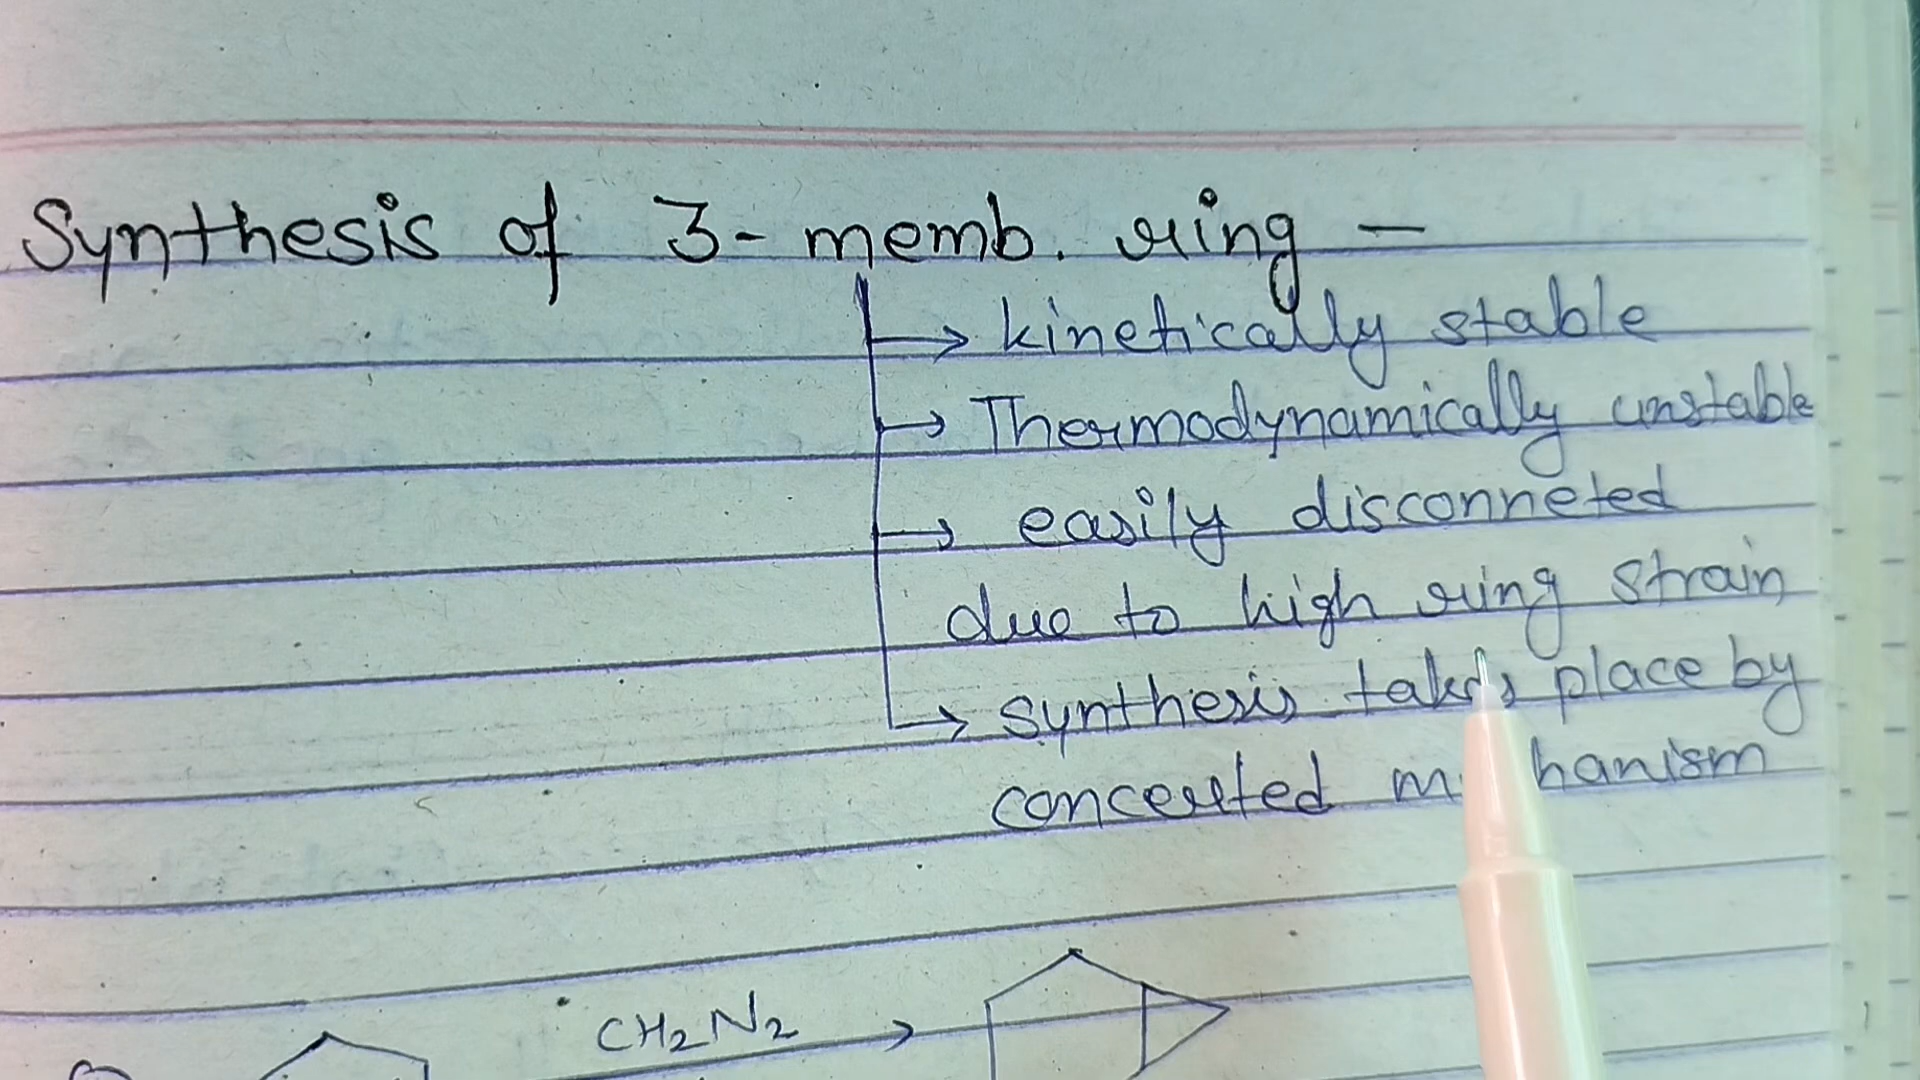 Synthesis of 3-memb. ring -
→ kinetically stable
→ Thermodynamically unstable
→ easily disconneted
due to high ring strain
→ synthesis takes place by
concerted mechanism
CH2N2 →